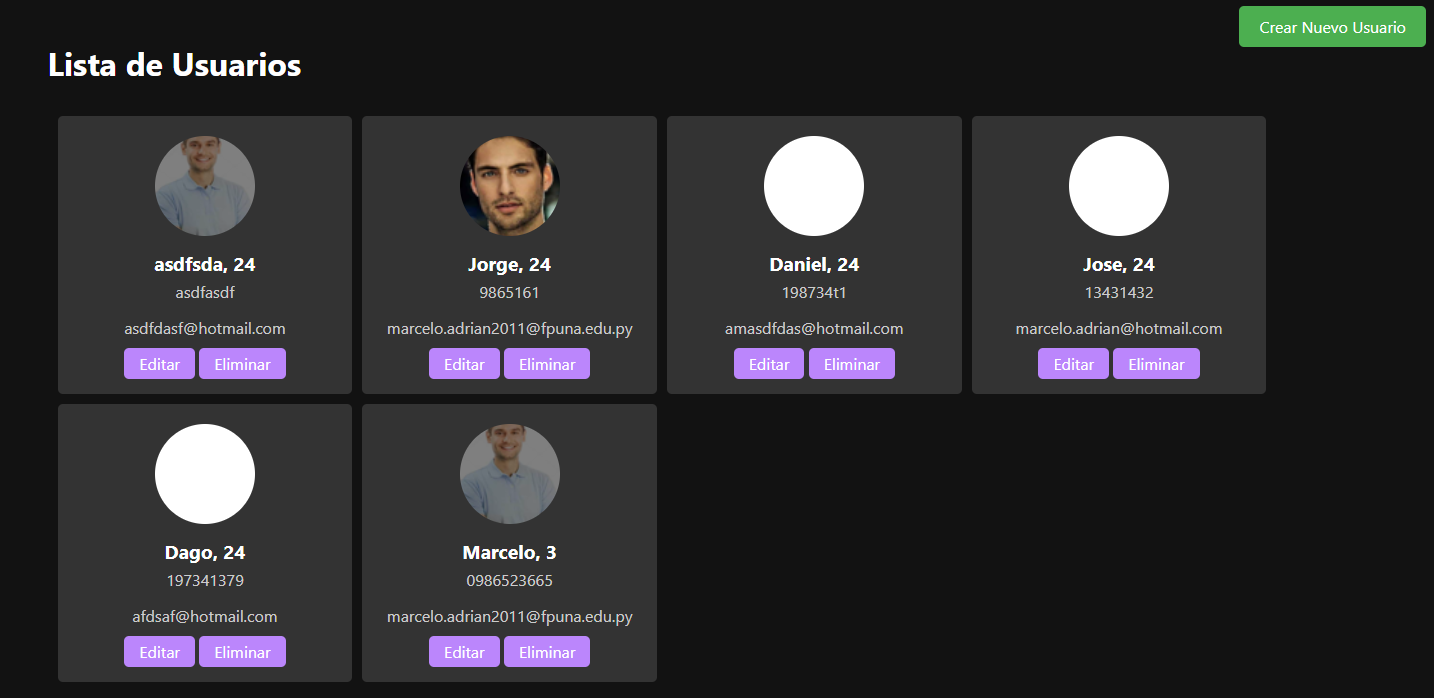 Crear Nuevo Usuario
Lista de Usuarios
asdfsda, 24
asdfasdf
asdfdasf@hotmail.com
Editar Eliminar
Jorge, 24
9865161
marcelo.adrian2011@fpuna.edu.py
Editar Eliminar
Daniel, 24
198734t1
amasdfdas@hotmail.com
Editar Eliminar
Jose, 24
13431432
marcelo.adrian@hotmail.com
Editar Eliminar
Dago, 24
197341379
afdsaf@hotmail.com
Editar Eliminar
Marcelo, 3
0986523665
marcelo.adrian2011@fpuna.edu.py
Editar Eliminar